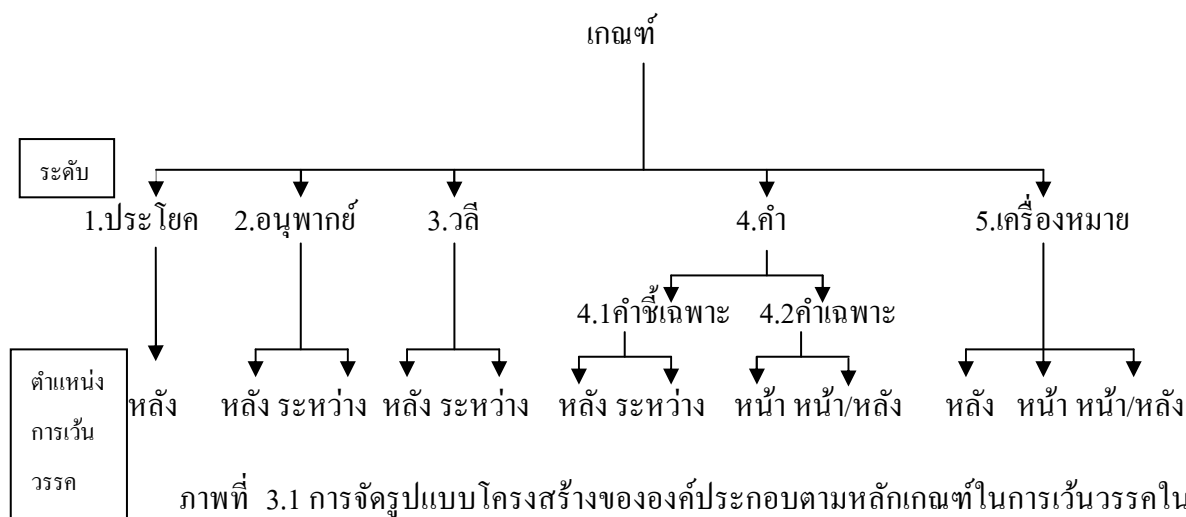 เกณฑ์
ระดับ
1.ประโยค 2.อนุพากย์ 3.วลี 4.คำ 5.เครื่องหมาย
4.1คำชี้เฉพาะ 4.2คำเฉพาะ
ตำแหน่ง
การเว้น
วรรค
หลัง หลัง ระหว่าง หลัง ระหว่าง หลัง ระหว่าง หน้า หน้า/หลัง หลัง หน้า หน้า/หลัง
ภาพที่ 3.1 การจัดรูปแบบโครงสร้างขององค์ประกอบตามหลักเกณฑ์ในการเว้นวรรคใน